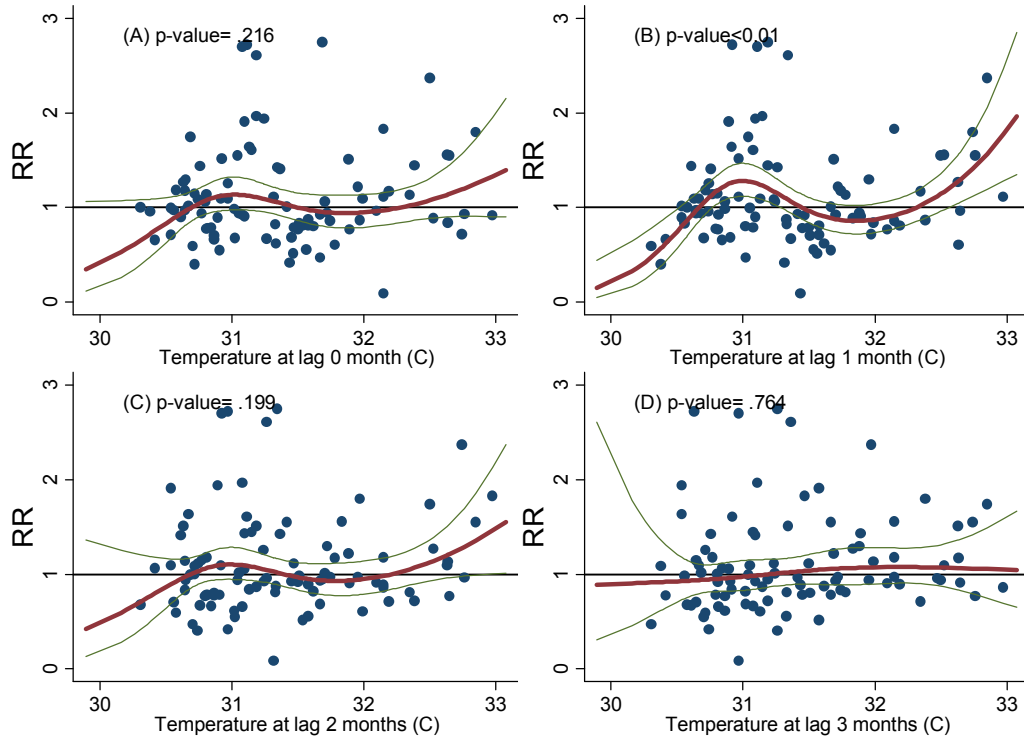 (A) p-value= .216
RR
3
2
1
0
30 31 32 33
Temperature at lag 0 month (C)
(B) p-value<0.01
RR
3
2
1
0
30 31 32 33
Temperature at lag 1 month (C)
(C) p-value= .199
RR
3
2
1
0
30 31 32 33
Temperature at lag 2 months (C)
(D) p-value= .764
RR
3
2
1
0
30 31 32 33
Temperature at lag 3 months (C)